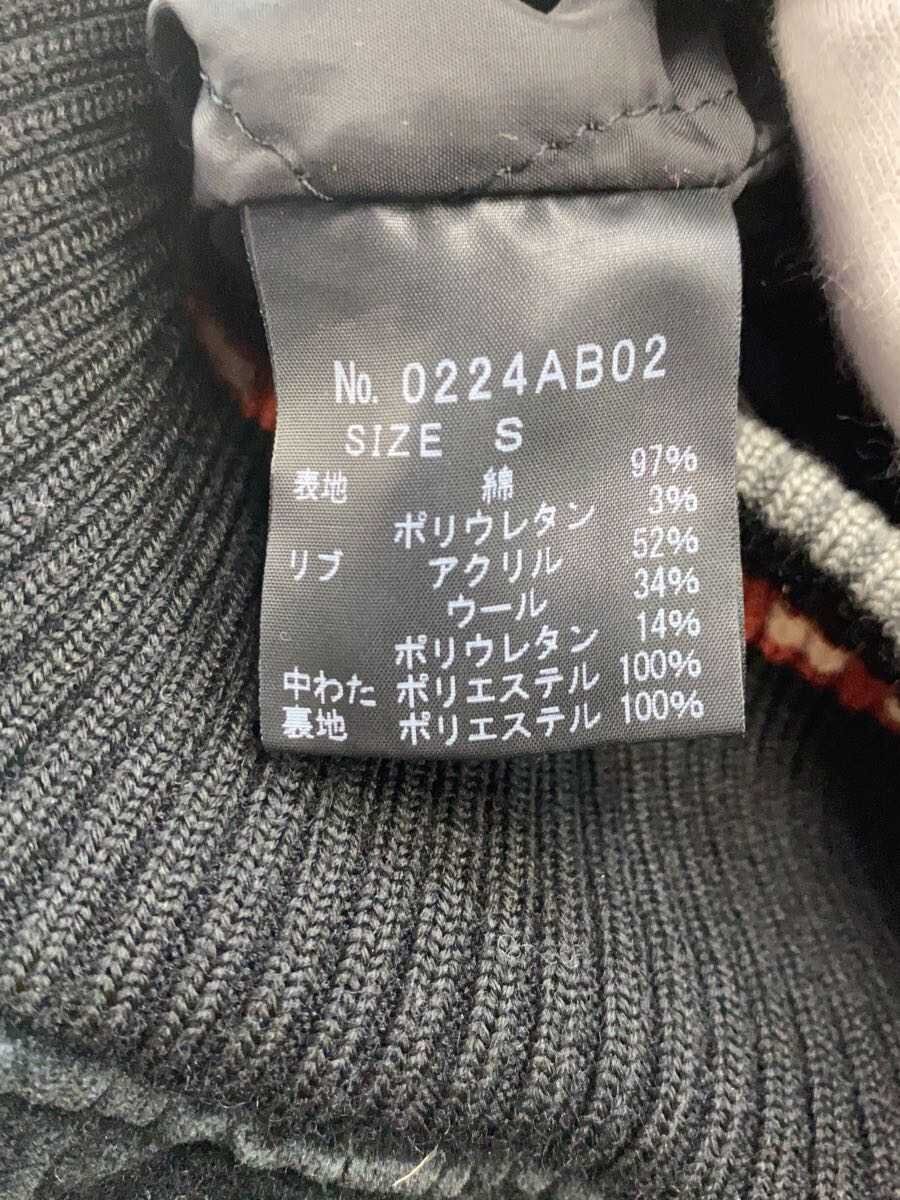 No. 0224AB02
SIZE S
表地 綿 97%
ポリウレタン 3%
リブ アクリル 52%
ウール 34%
ポリウレタン 14%
中わた ポリエステル 100%
裏地 ポリエステル 100%